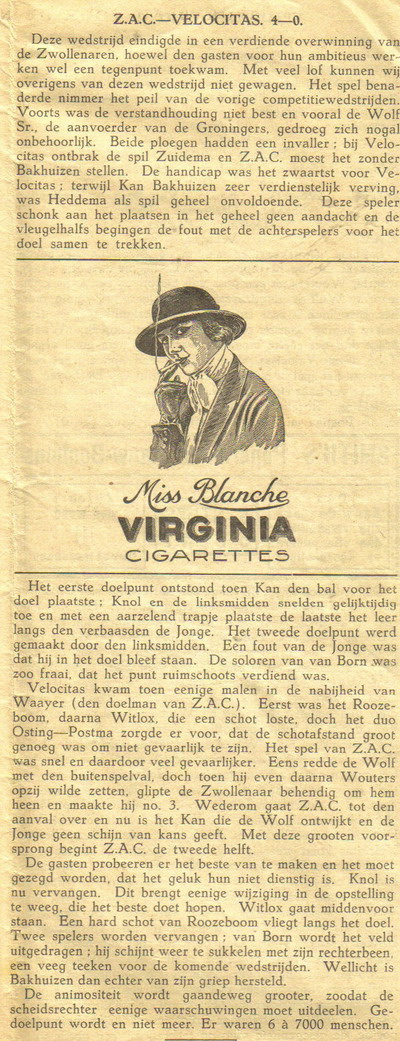 Z.A.C.—VELOCITAS. 4—0.
Deze wedstrijd eindigde in een verdiende overwinning van
de Zwollenaren, hoewel den gasten voor hun ambitieus wer-
ken wel een tegenpunt toekwam. Met veel lof kunnen wij
overigens van dezen wedstrijd niet gewagen. Het spel bena-
derde nimmer het peil van de vorige competitiewedstrijden.
Voorts was de verstandhouding niet best en vooral de Wolf
Sr., de aanvoerder van de Groningers, gedroeg zich nogal
onbehoorlijk. Beide ploegen hadden een invaller; bij Velo-
citas ontbrak de spil Zuidema en Z.A.C. moest het zonder
Bakhuizen stellen. De handicap was het zwaartst voor Ve-
locitas; terwijl Kan Bakhuizen zeer verdienstelijk verving,
was Heddema als spil geheel onvoldoende. Deze speler
schonk aan het plaatsen in het geheel geen aandacht en de
vleugelhalfs begingen de fout met de achterspelers voor het
doel samen te trekken.
Miss Blanche
VIRGINIA
CIGARETTES
Het eerste doelpunt ontstond toen Kan den bal voor het
doel plaatste; Knol en de linksmidden snelden gelijktijdig
toe en met een aarzelend trapje plaatste de laatste het leer
langs den verbaasden de Jonge. Het tweede doelpunt werd
gemaakt door den linksmidden. Een fout van de Jonge was
dat hij in het doel bleef staan. De soloren van van Born was
zoo fraai, dat het punt ruimschoots verdiend was.
Velocitas kwam toen eenige malen in de nabijheid van
Waayer (den doelman van Z.A.C.). Eerst was het Rooze-
boom, daarna Witlox, die een schot loste, doch het duo
Osting—Postma zorgde er voor, dat de schotafstand groot
genoeg was om niet gevaarlijk te zijn. Het spel van Z.A.C.
was snel en daardoor veel gevaarlijker. Eens redde de Wolf
met den buitenspelval, doch toen hij even daarna Wouters
opzij wilde zetten, glipte de Zwollenaar behendig om hem
heen en maakte hij no. 3. Wederom gaat Z.A.C. tot den
aanval over en nu is het Kan die de Wolf ontwijkt en de
Jonge geen schijn van kans geeft. Met dezen grooten voor-
sprong begint Z.A.C. de tweede helft.
De gasten probeeren er het beste van te maken en het moet
gezegd worden, dat het geluk hun niet dienstig is. Knol is
nu vervangen. Dit brengt eenige wijziging in de opstelling
te weeg, die het beste doet hopen. Witlox gaat middenvoor
staan. Een hard schot van Roozeboom vliegt langs het doel.
Twee spelers worden vervangen; van Born wordt het veld
uitgedragen; hij schijnt weer te sukkelen met zijn rechterbeen,
een veeg teeken voor de komende wedstrijden. Wellicht is
Bakhuizen dan echter van zijn griep hersteld.
De animositeit wordt gaandeweg grooter, zoodat de
scheidsrechter eenige waarschuwingen moet uitdeelen. Ge-
doelpunt wordt en niet meer. Er waren 6 à 7000 menschen.